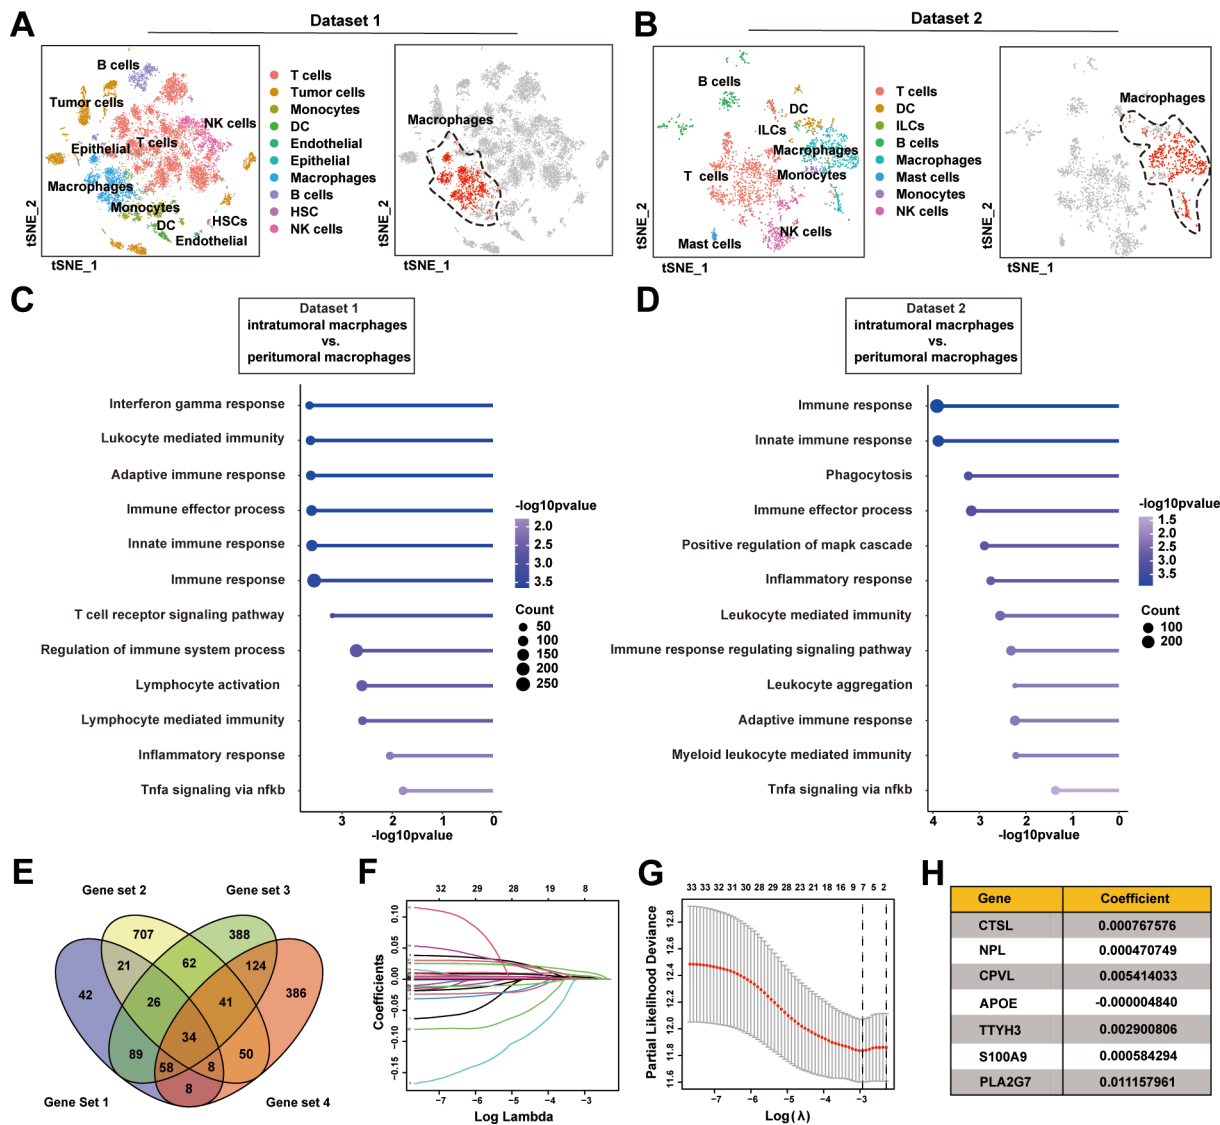 A
Dataset 1
B cells
Tumor cells
NK cells
T cells
Epithelial
Macrophages
Monocytes
DC
HSCs
Endothelial
tSNE_2
tSNE_1
T cells
Tumor cells
Monocytes
DC
Endothelial
Epithelial
Macrophages
B cells
HSC
NK cells
Macrophages
tSNE_2
tSNE_1
B
Dataset 2
B cells
DC
ILCs
Macrophages
T cells
Monocytes
NK cells
Mast cells
tSNE_2
tSNE_1
T cells
DC
ILCs
B cells
Macrophages
Mast cells
Monocytes
NK cells
Macrophages
tSNE_2
tSNE_1
C
Dataset 1
intratumoral macrphages
vs.
peritumoral macrophages
Interferon gamma response
Lukocyte mediated immunity
Adaptive immune response
Immune effector process
Innate immune response
Immune response
T cell receptor signaling pathway
Regulation of immune system process
Lymphocyte activation
Lymphocyte mediated immunity
Inflammatory response
Tnfa signaling via nfkb
3 2 1 0
-log10pvalue
-log10pvalue
2.0
2.5
3.0
3.5
Count
50
100
150
200
250
D
Dataset 2
intratumoral macrphages
vs.
peritumoral macrophages
Immune response
Innate immune response
Phagocytosis
Immune effector process
Positive regulation of mapk cascade
Inflammatory response
Leukocyte mediated immunity
Immune response regulating signaling pathway
Leukocyte aggregation
Adaptive immune response
Myeloid leukocyte mediated immunity
Tnfa signaling via nfkb
4 3 2 1 0
-log10pvalue
-log10pvalue
1.5
2.0
2.5
3.0
3.5
Count
100
200
E
Gene set 2
Gene set 3
707
388
21
62
124
42
26
41
386
34
89
58
8
50
8
Gene Set 1
Gene set 4
F
32 29 28 19 8
0.10
0.05
0.00
-0.05
-0.10
-0.15
Coefficients
-7 -6 -5 -4 -3
Log Lambda
G
33 33 32 31 30 28 29 28 23 21 18 16 9 7 5 2
12.8
12.6
12.4
12.2
12.0
11.8
11.6
Partial Likelihood Deviance
-7 -6 -5 -4 -3
Log(λ)
H
Gene Coefficient
CTSL 0.000767576
NPL 0.000470749
CPVL 0.005414033
APOE -0.000004840
TTYH3 0.002900806
S100A9 0.000584294
PLA2G7 0.011157961